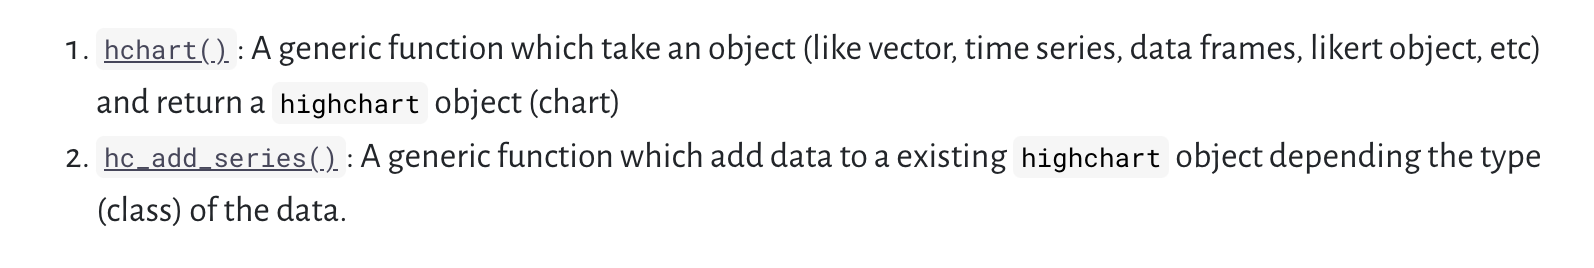 1. hchart() : A generic function which take an object (like vector, time series, data frames, likert object, etc)
and return a highchart object (chart)
2. hc_add_series() : A generic function which add data to a existing highchart object depending the type
(class) of the data.